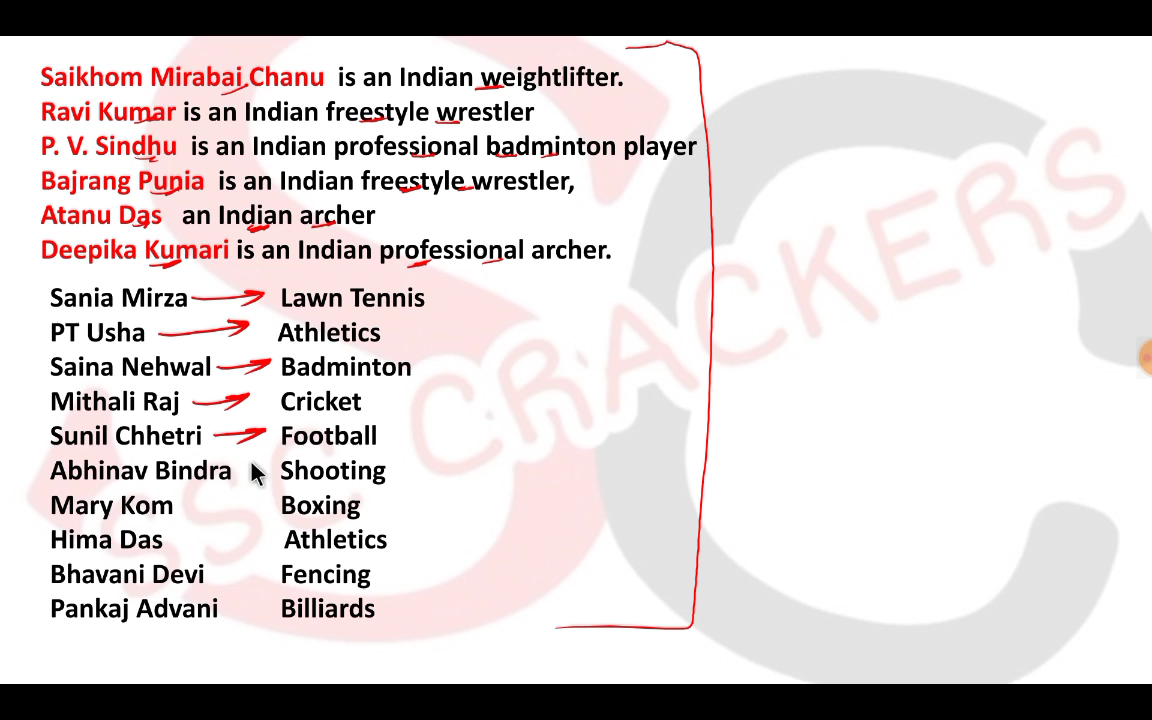 Saikhom Mirabai Chanu is an Indian weightlifter.
Ravi Kumar is an Indian freestyle wrestler
P. V. Sindhu is an Indian professional badminton player
Bajrang Punia is an Indian freestyle wrestler,
Atanu Das an Indian archer
Deepika Kumari is an Indian professional archer.
Sania Mirza Lawn Tennis
PT Usha Athletics
Saina Nehwal Badminton
Mithali Raj Cricket
Sunil Chhetri Football
Abhinav Bindra Shooting
Mary Kom Boxing
Hima Das Athletics
Bhavani Devi Fencing
Pankaj Advani Billiards
SSC CRACKERS